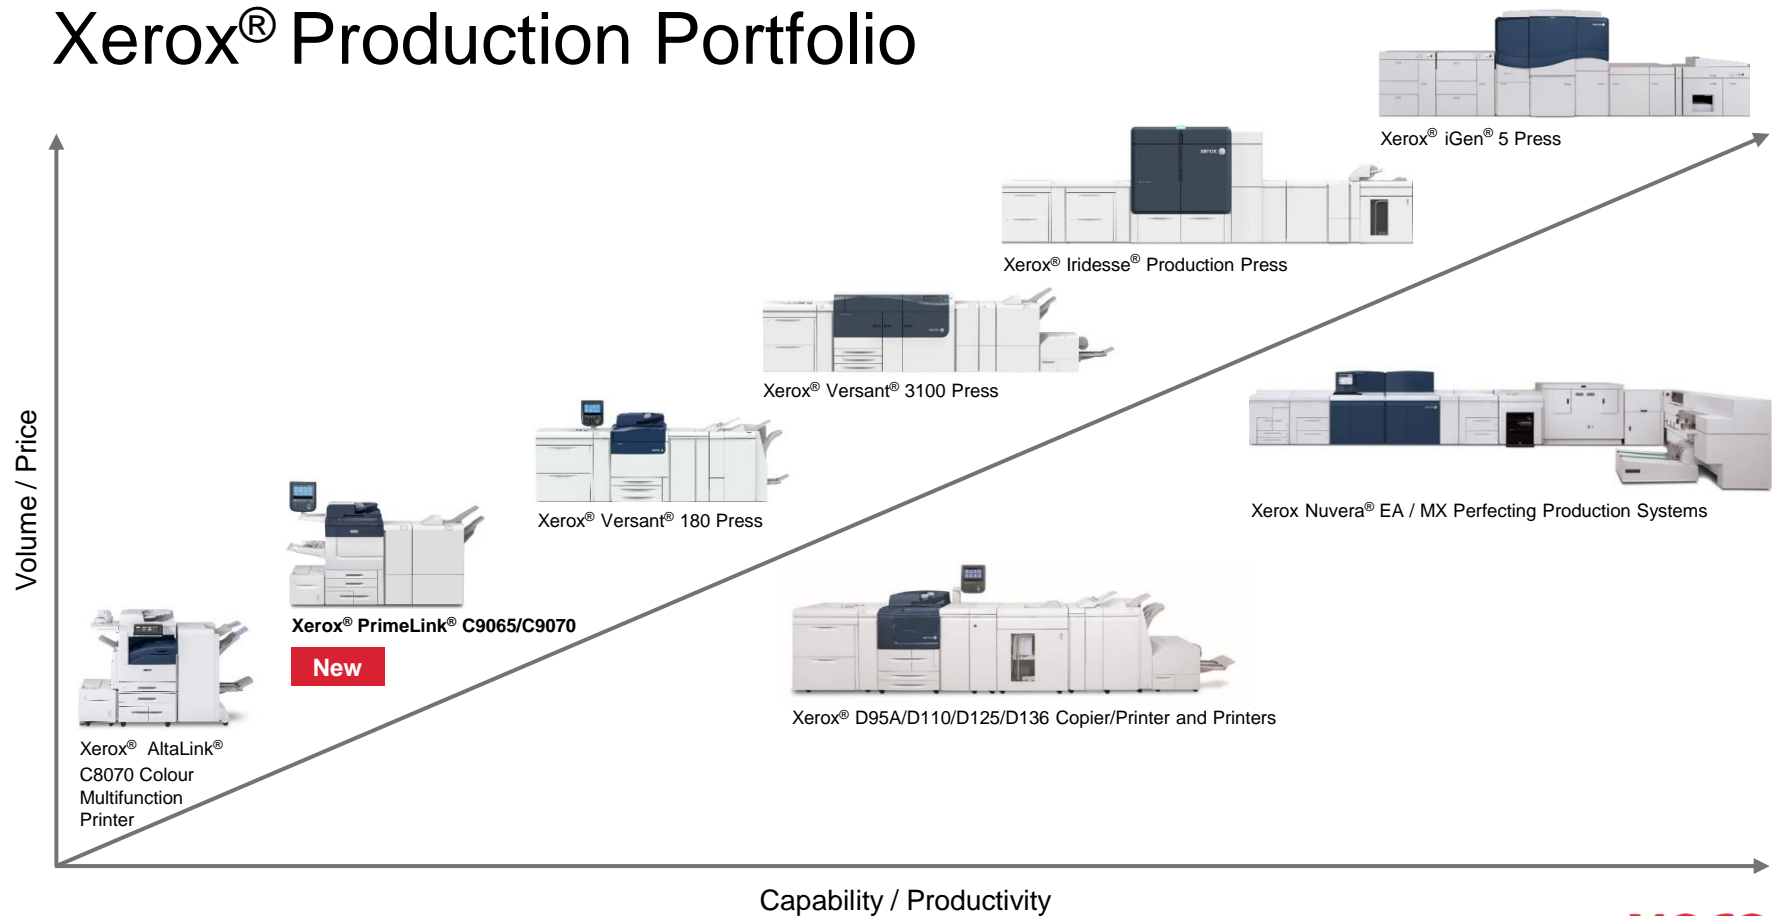 Xerox® Production Portfolio
Xerox® iGen® 5 Press
Xerox® Iridesse® Production Press
Xerox® Versant® 3100 Press
Xerox® Versant® 180 Press
Xerox Nuvera® EA / MX Perfecting Production Systems
Xerox® PrimeLink® C9065/C9070
New
Xerox® D95A/D110/D125/D136 Copier/Printer and Printers
Xerox® AltaLink®
C8070 Colour
Multifunction
Printer
Volume / Price
Capability / Productivity